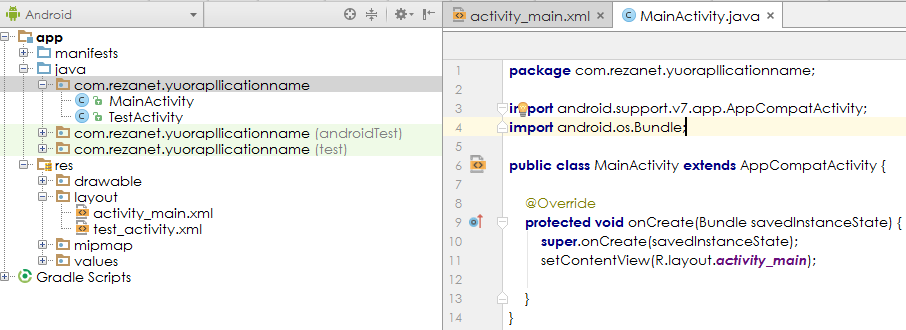 Android
app
manifests
java
com.rezanet.yuorapllicationname
MainActivity
TestActivity
com.rezanet.yuorapllicationname (androidTest)
com.rezanet.yuorapllicationname (test)
res
drawable
layout
activity_main.xml
test_activity.xml
mipmap
values
Gradle Scripts
activity_main.xml × MainActivity.java ×
1 package com.rezanet.yuorapllicationname;
2
3 import android.support.v7.app.AppCompatActivity;
4 import android.os.Bundle;
5
6 public class MainActivity extends AppCompatActivity {
7
8 @Override
9 protected void onCreate(Bundle savedInstanceState) {
10 super.onCreate(savedInstanceState);
11 setContentView(R.layout.activity_main);
12
13 }
14 }